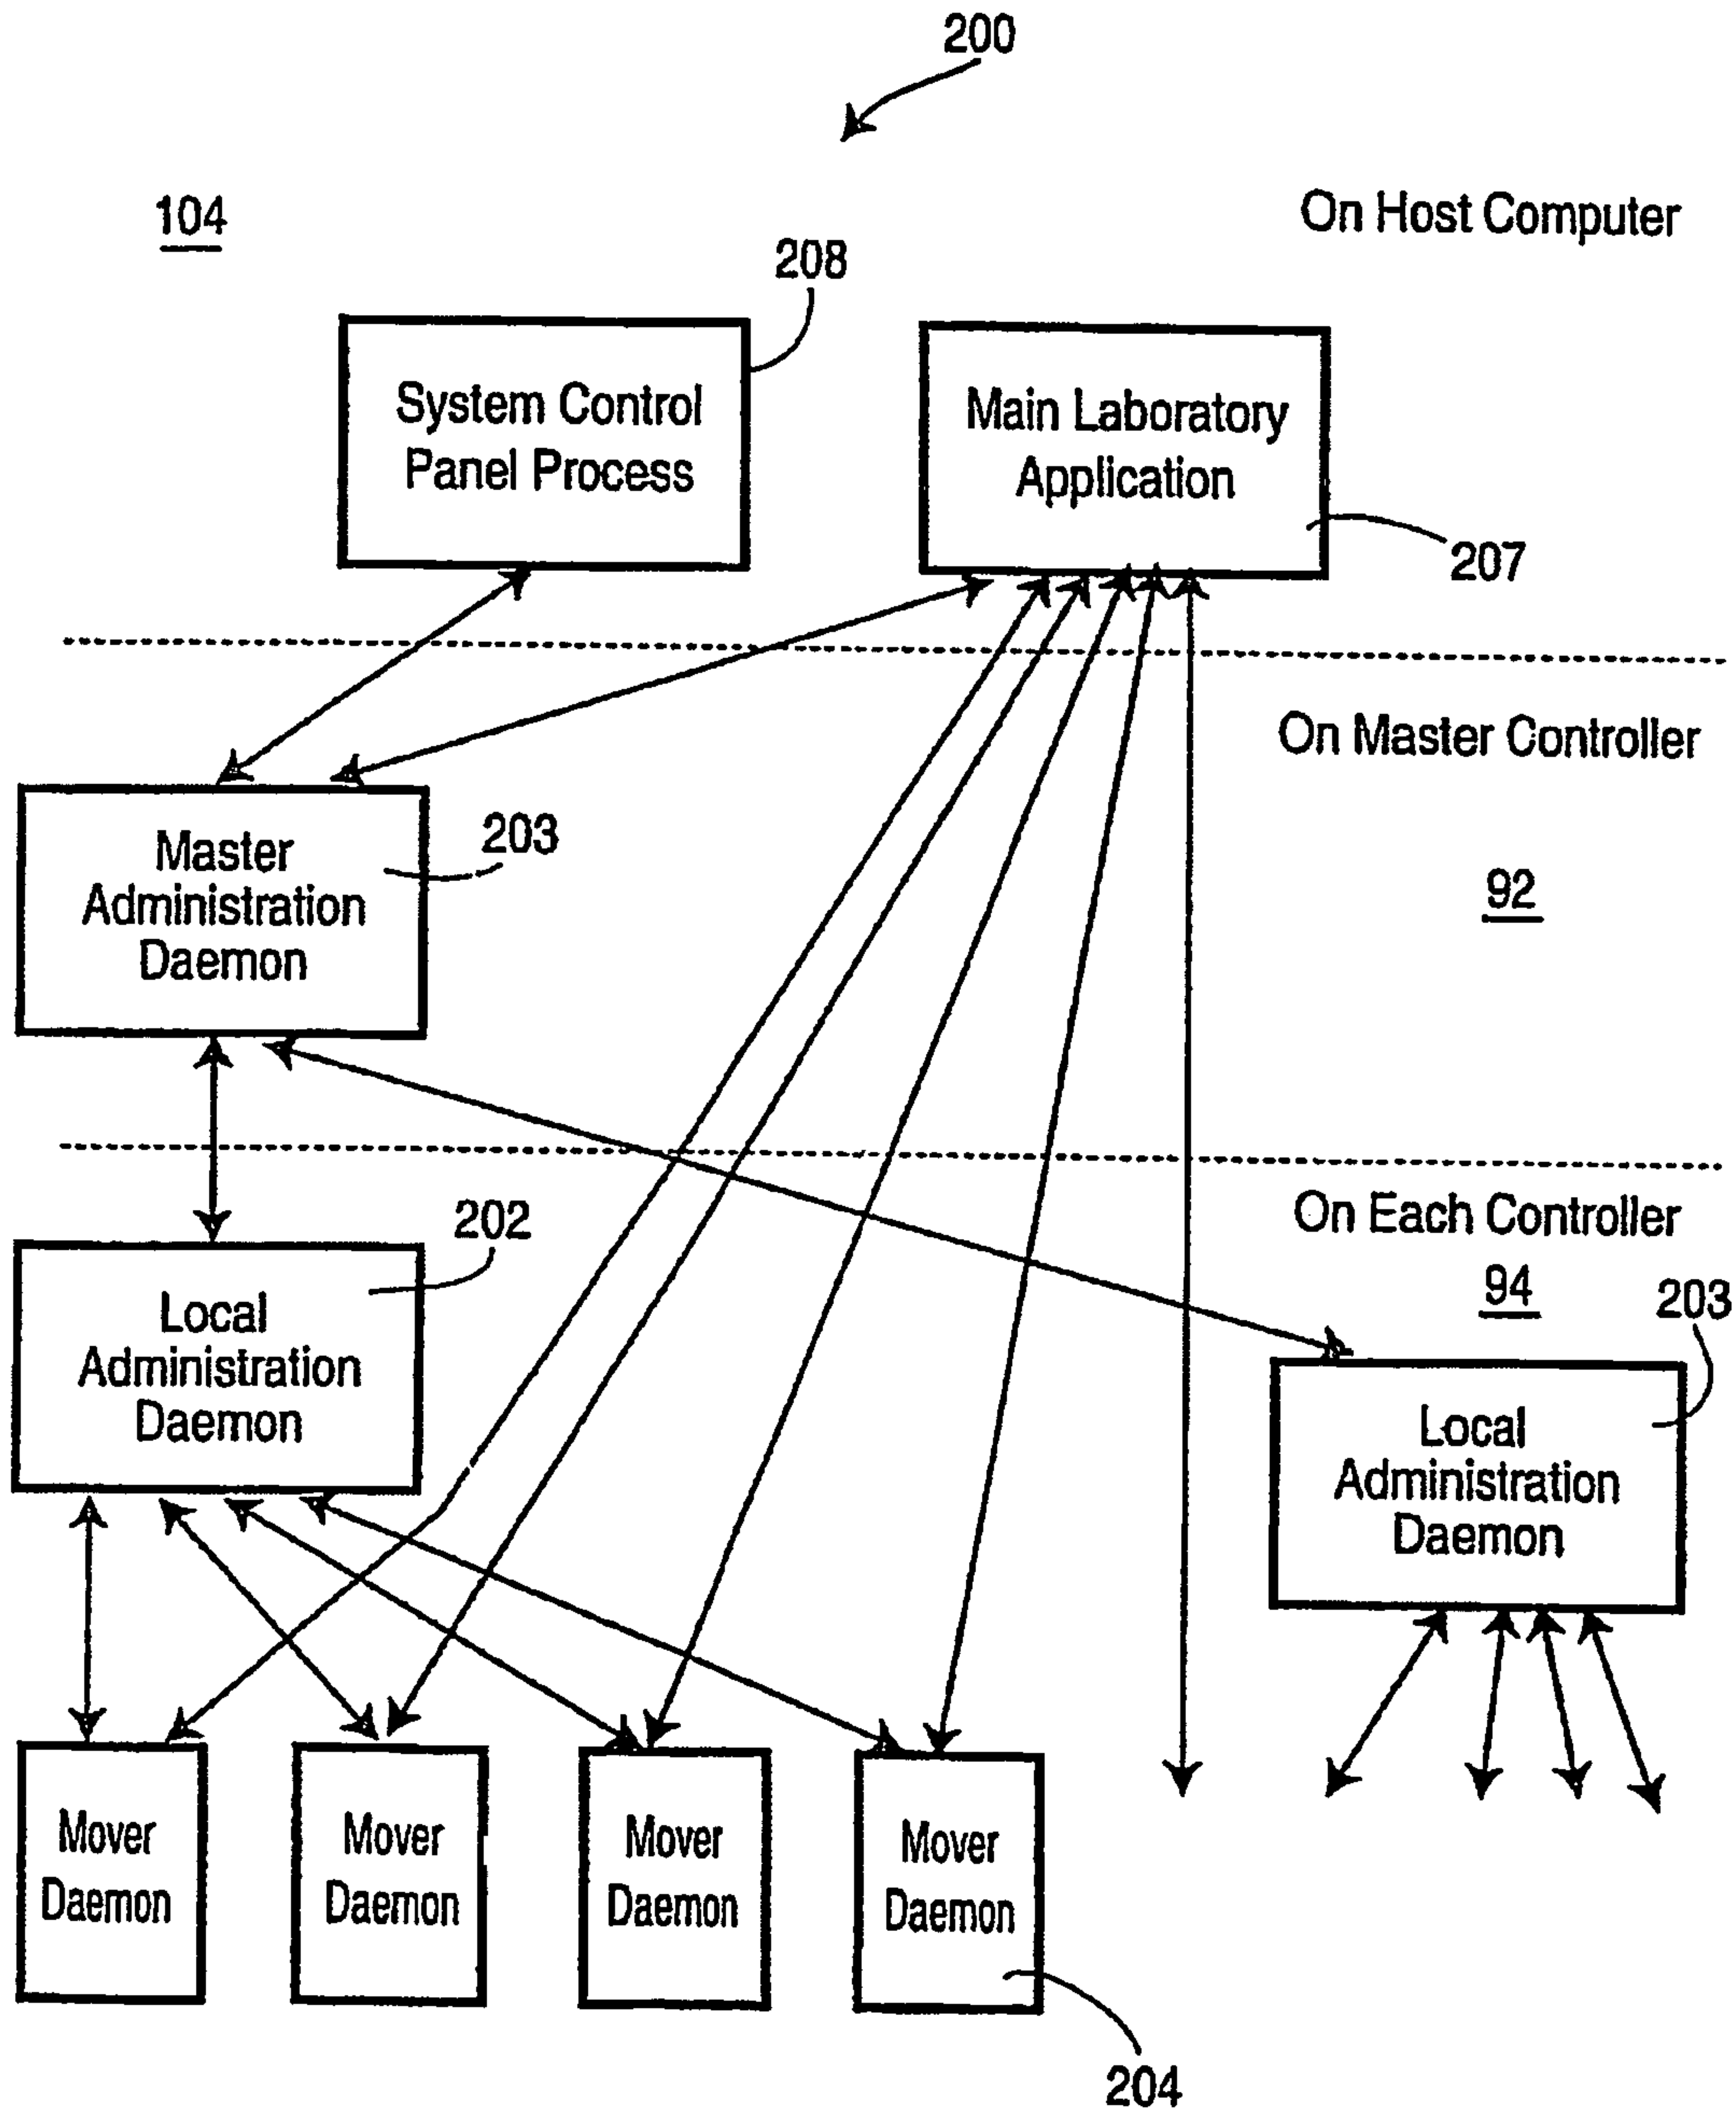 200
104
On Host Computer
208
System Control
Panel Process
Main Laboratory
Application
207
On Master Controller
Master
Administration
Daemon
203
92
On Each Controller
202
94
203
Local
Administration
Daemon
Local
Administration
Daemon
Mover
Daemon
Mover
Daemon
Mover
Daemon
Mover
Daemon
204